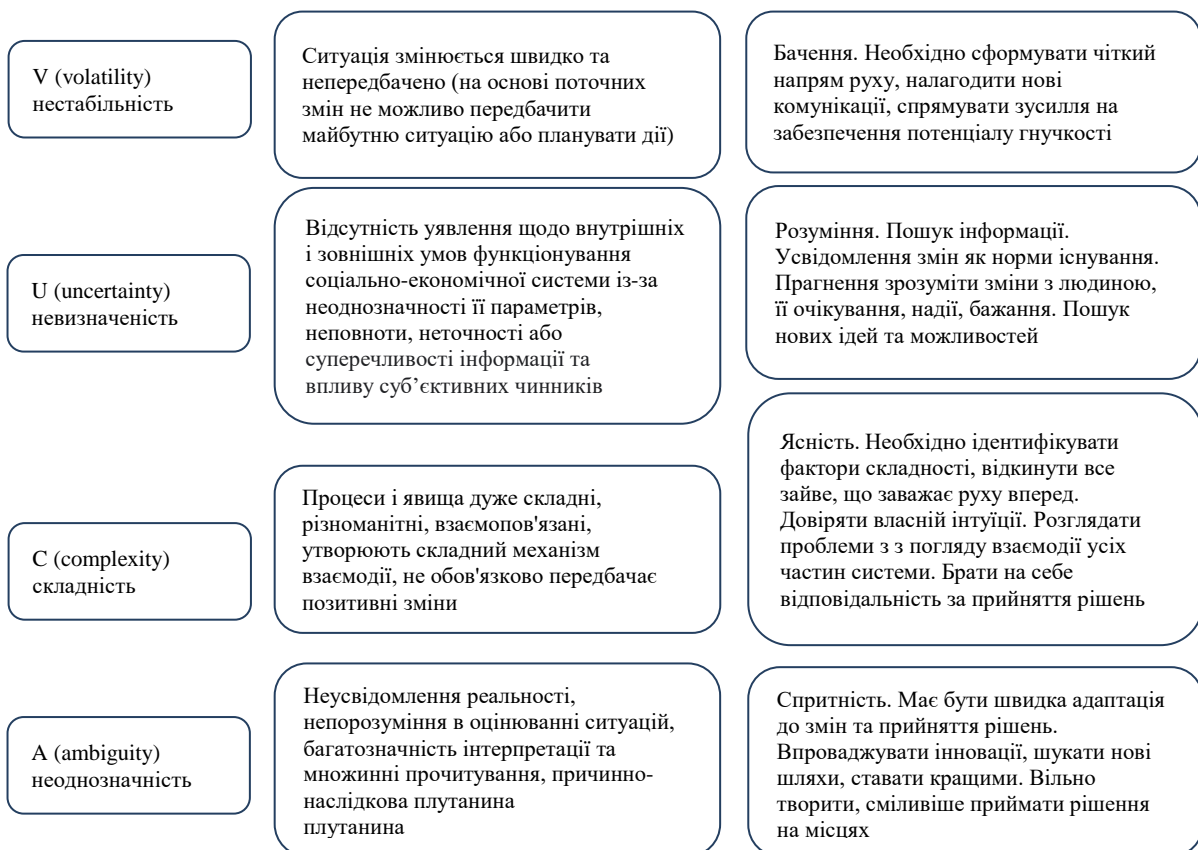 V (volatility)
нестабільність
Ситуація змінюється швидко та
непередбачено (на основі поточних
змін не можливо передбачити
майбутню ситуацію або планувати дії)
Бачення. Необхідно сформувати чіткий
напрям руху, налагодити нові
комунікації, спрямувати зусилля на
забезпечення потенціалу гнучкості
U (uncertainty)
невизначеність
Відсутність уявлення щодо внутрішніх
і зовнішніх умов функціонування
соціально-економічної системи із-за
неоднозначності її параметрів,
неповноти, неточності або
суперечливості інформації та
впливу суб’єктивних чинників
Розуміння. Пошук інформації.
Усвідомлення змін як норми існування.
Прагнення зрозуміти зміни з людиною,
її очікування, надії, бажання. Пошук
нових ідей та можливостей
C (complexity)
складність
Процеси і явища дуже складні,
різноманітні, взаємопов'язані,
утворюють складний механізм
взаємодії, не обов'язково передбачає
позитивні зміни
Ясність. Необхідно ідентифікувати
фактори складності, відкинути все
зайве, що заважає руху вперед.
Довіряти власній інтуїції. Розглядати
проблеми з з погляду взаємодії усіх
частин системи. Брати на себе
відповідальність за прийняття рішень
A (ambiguity)
неоднозначність
Неусвідомлення реальності,
непорозуміння в оцінюванні ситуацій,
багатозначність інтерпретації та
множинні прочитування, причинно-
наслідкова плутанина
плутанина
Спритність. Має бути швидка адаптація
до змін та прийняття рішень.
Впроваджувати інновації, шукати нові
шляхи, ставати кращими. Вільно
творити, сміливіше приймати рішення
на місцях